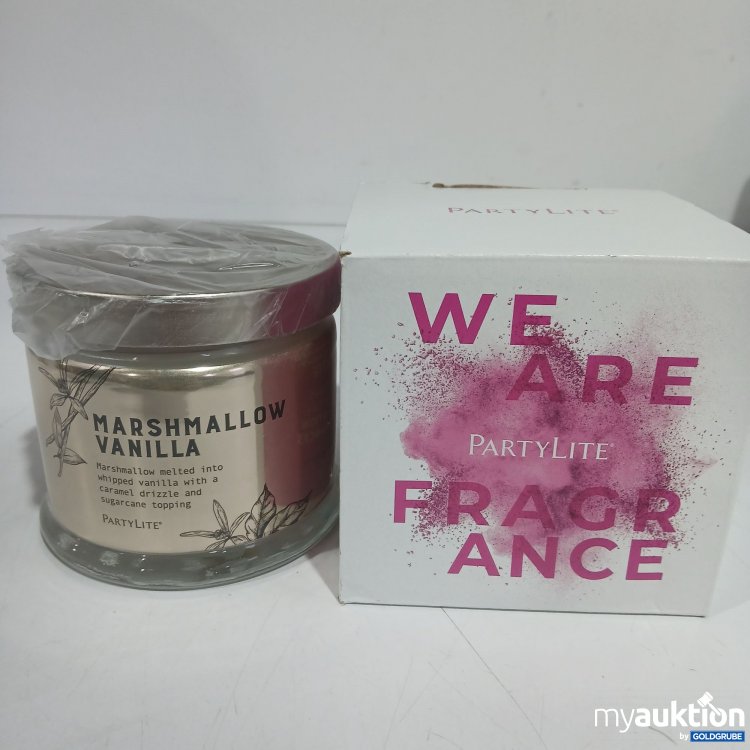 MARSHMALLOW
VANILLA
Marshmallow melted into
whipped vanilla with a
caramel drizzle and
sugarcane topping
PARTYLITE®
PARTYLITE®
WE
ARE
PARTYLITE®
FRAGR
ANCE
myauktion
by GOLDGRUBE